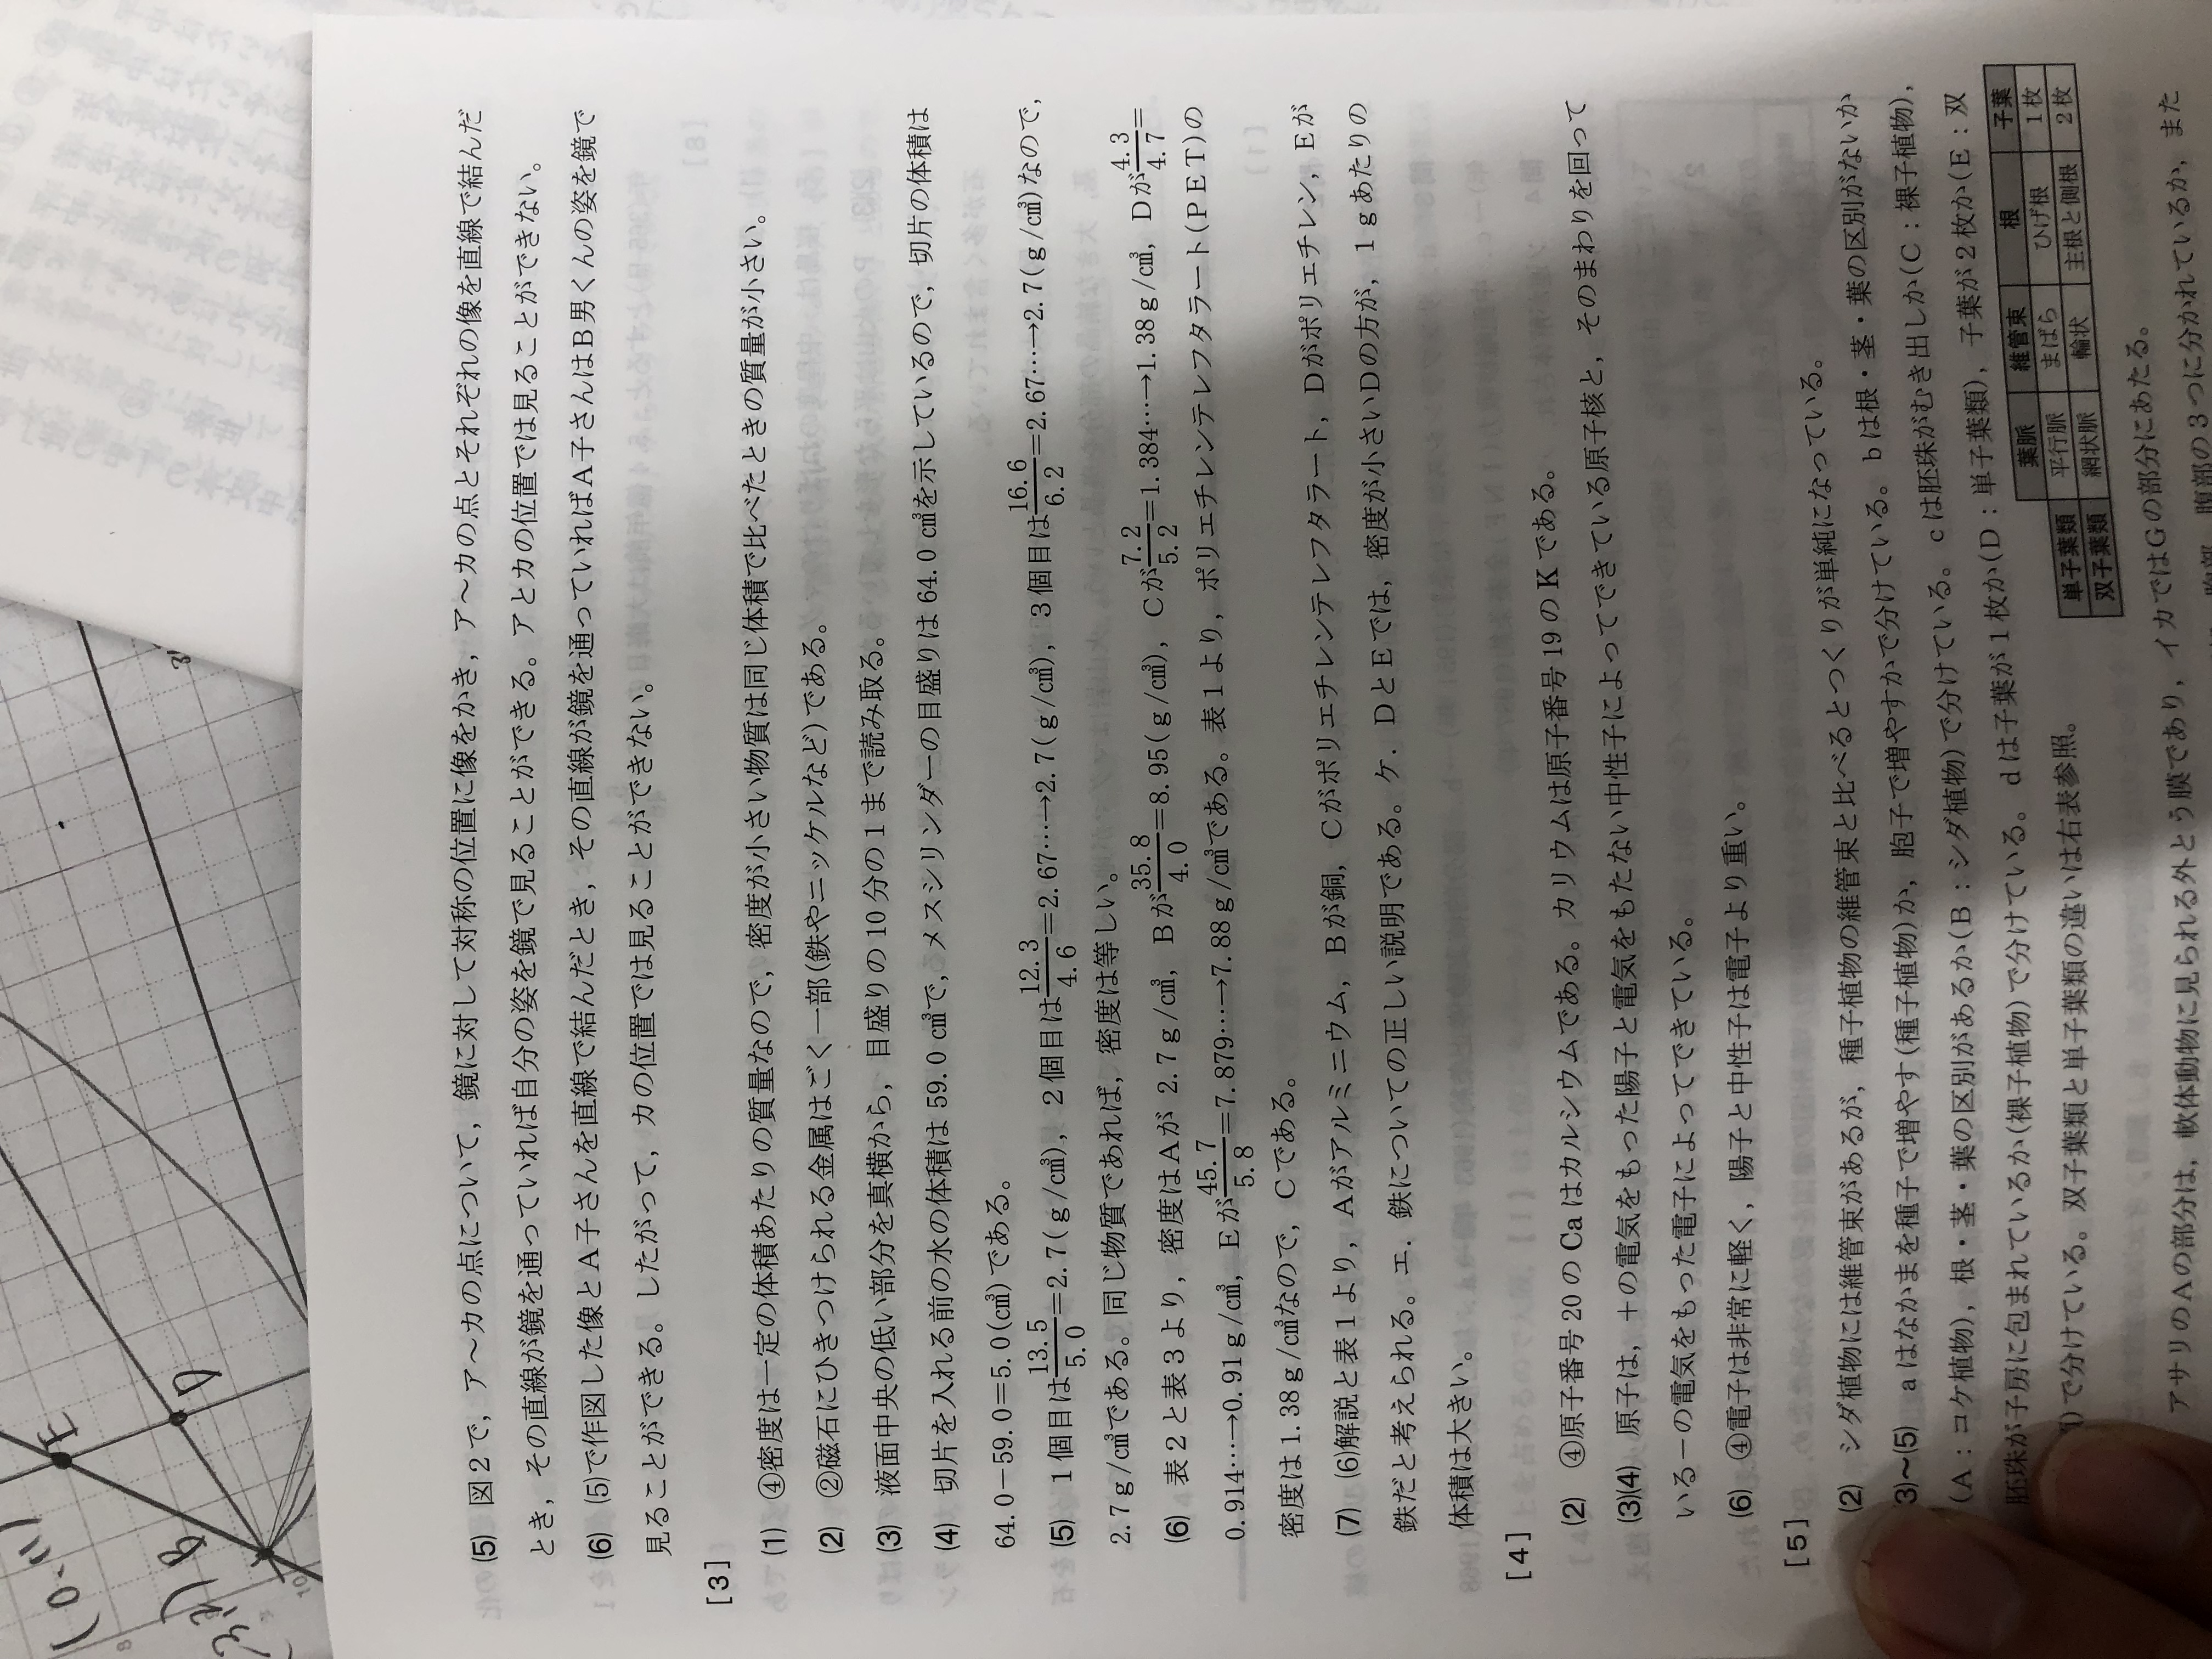 (0.11)
E
8
B
D
10
⑸　図２で，ア～カの点について，鏡に対して対称の位置に像をかき，ア～カの点とそれぞれの像を直線で結んだ
とき，その直線が鏡を通っていれば自分の姿を鏡で見ることができる。アとカの位置では見ることができない。
⑹　⑸で作図した像とＡ子さんを直線で結んだとき，その直線が鏡を通っていればＡ子さんはＢ男くんの姿を鏡で
見ることができる。したがって，カの位置では見ることができない。
[3]
⑴　④密度は一定の体積あたりの質量なので，密度が小さい物質は同じ体積で比べたときの質量が小さい。
⑵　②磁石にひきつけられる金属はごく一部(鉄やニッケルなど)である。
⑶　液面中央の低い部分を真横から，目盛りの10分の１まで読み取る。
⑷　切片を入れる前の水の体積は 59.0 ㎤で，メスシリンダーの目盛りは 64.0 ㎤を示しているので，切片の体積は
64.0－59.0＝5.0(㎤)である。
⑸　１個目は13.5/5.0＝2.7(ｇ/㎤)，２個目は12.3/4.6＝2.67…→2.7(ｇ/㎤)，３個目は16.6/6.2＝2.67…→2.7(ｇ/㎤)なので，
2.7ｇ/㎤である。同じ物質であれば，密度は等しい。
⑹　表２と表３より，密度はＡが 2.7ｇ/㎤，Ｂが35.8/4.0＝8.95(ｇ/㎤)，Ｃが7.2/5.2＝1.384…→1.38ｇ/㎤，Ｄが4.3/4.7＝
0.914…→0.91ｇ/㎤，Ｅが45.7/5.8＝7.879…→7.88ｇ/㎤である。表１より，ポリエチレンテレフタラート(ＰＥＴ)の
密度は1.38ｇ/㎤なので，Ｃである。
⑺　⑹解説と表１より，Ａがアルミニウム，Ｂが銅，Ｃがポリエチレンテレフタラート，Ｄがポリエチレン，Ｅが
鉄だと考えられる。エ．鉄についての正しい説明である。ケ．ＤとＥでは，密度が小さいＤの方が，１ｇあたりの
体積は大きい。
[4]
⑵　④原子番号20のCaはカルシウムである。カリウムは原子番号19のKである。
⑶⑷　原子は，＋の電気をもった陽子と電気をもたない中性子によってできている原子核と，そのまわりを回って
いる－の電気をもった電子によってできている。
⑹　④電子は非常に軽く，陽子と中性子は電子より重い。
[5]
⑵　シダ植物には維管束があるが，種子植物の維管束と比べるとつくりが単純になっている。
3)～⑸　ａはなかまを種子で増やす(種子植物)か，胞子で増やすかで分けている。ｂは根・茎・葉の区別がないか
(Ａ：コケ植物)，根・茎・葉の区別があるか(Ｂ：シダ植物)で分けている。ｃは胚珠がむき出しか(Ｃ：裸子植物)，
胚珠が子房に包まれているか(裸子植物)で分けている。ｄは子葉が１枚か(Ｄ：単子葉類)，子葉が２枚か(Ｅ：双
)で分けている。双子葉類と単子葉類の違いは右表参照。
葉脈 維管束 根 子葉
単子葉類 平行脈 まばら ひげ根 １枚
双子葉類 網状脈 輪状 主根と側根 ２枚
アサリのＡの部分は，軟体動物に見られる外とう膜であり，イカではＧの部分にあたる。
腹部の３つに分かれているか，また